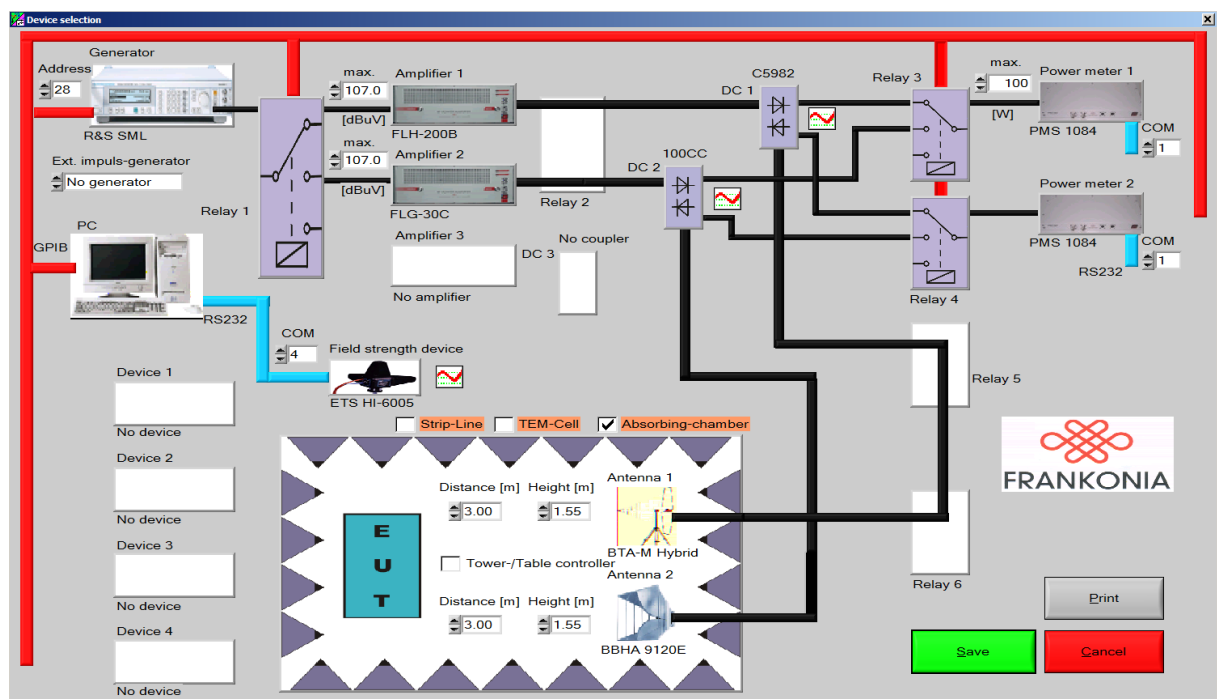 Device selection
Generator
Address
28
R&S SML
Ext. impuls-generator
No generator
PC
GPIB
RS232
Relay 1
max.
107.0
[dBuV]
Amplifier 1
FLH-200B
max.
107.0
[dBuV]
Amplifier 2
FLG-30C
Amplifier 3
No amplifier
Relay 2
No coupler
DC 3
C5982
DC 1
100CC
DC 2
Relay 3
max.
100
[W]
Power meter 1
PMS 1084
COM
1
Power meter 2
PMS 1084
COM
1
RS232
Relay 4
COM
4
Field strength device
ETS HI-6005
Relay 5
Relay 6
Device 1
No device
Device 2
No device
Device 3
No device
Device 4
No device
Strip-Line
TEM-Cell
Absorbing-chamber
E
U
T
Distance [m]
3.00
Height [m]
1.55
Antenna 1
BTA-M Hybrid
Tower-/Table controller
Antenna 2
Distance [m]
3.00
Height [m]
1.55
BBHA 9120E
FRANKONIA
Print
Save
Cancel